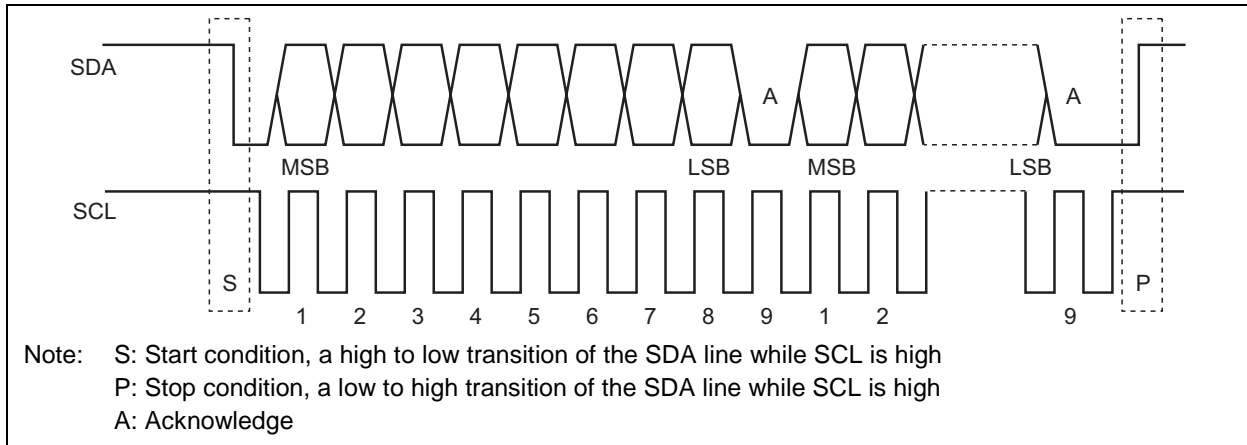 SDA
A
A
MSB
LSB
MSB
LSB
SCL
S
P
1 2 3 4 5 6 7 8 9 1 2 9
Note: S: Start condition, a high to low transition of the SDA line while SCL is high
P: Stop condition, a low to high transition of the SDA line while SCL is high
A: Acknowledge